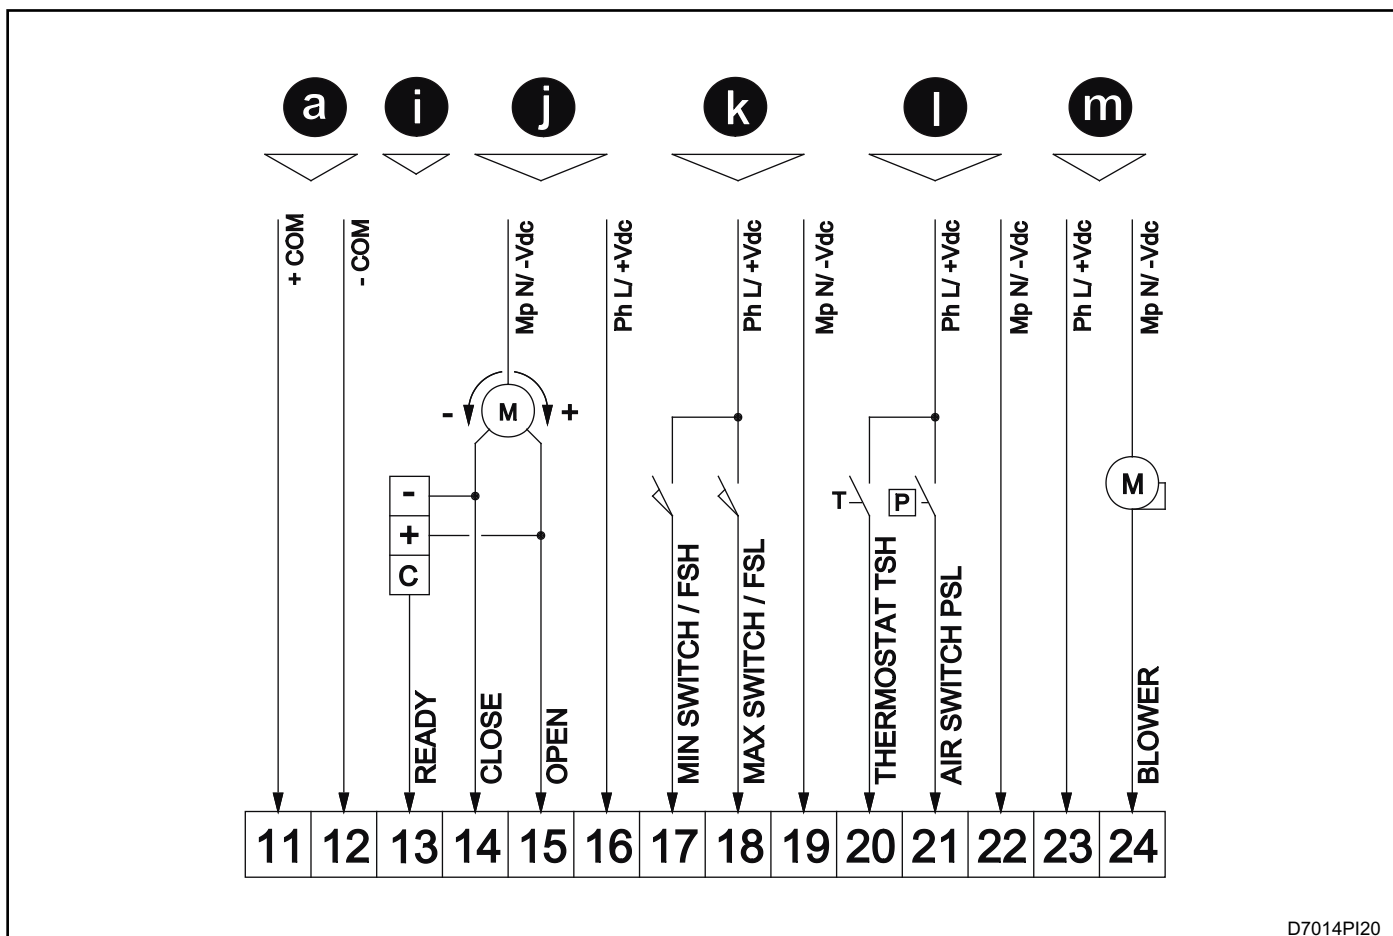 a
i
j
k
l
m
+ COM
- COM
Mp N/ -Vdc
Ph L/ +Vdc
Ph L/ +Vdc
Mp N/ -Vdc
Ph L/ +Vdc
Mp N/ -Vdc
Ph L/ +Vdc
Mp N/ -Vdc
-
M
+
-
+
C
T
P
M
READY
CLOSE
OPEN
MIN SWITCH / FSH
MAX SWITCH / FSL
THERMOSTAT TSH
AIR SWITCH PSL
BLOWER
11 12 13 14 15 16 17 18 19 20 21 22 23 24
D7014PI20